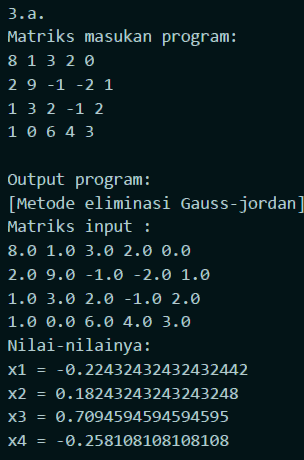 3.a.
Matriks masukan program:
8 1 3 2 0
2 9 -1 -2 1
1 3 2 -1 2
1 0 6 4 3
Output program:
[Metode eliminasi Gauss-jordan]
Matriks input :
8.0 1.0 3.0 2.0 0.0
2.0 9.0 -1.0 -2.0 1.0
1.0 3.0 2.0 -1.0 2.0
1.0 0.0 6.0 4.0 3.0
Nilai-nilainya:
x1 = -0.22432432432432442
x2 = 0.18243243243243248
x3 = 0.7094594594594595
x4 = -0.258108108108108